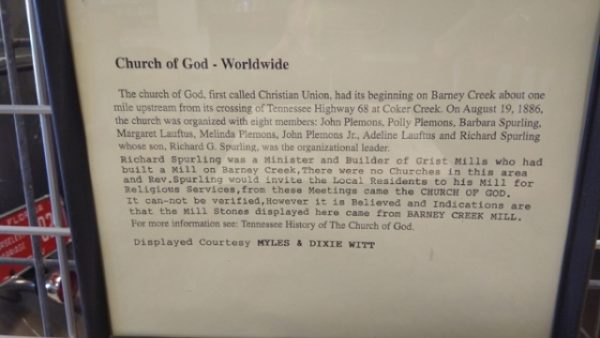 Church of God - Worldwide
The church of God, first called Christian Union, had its beginning on Barney Creek about one
mile upstream from its crossing of Tennessee Highway 68 at Coker Creek. On August 19, 1886,
the church was organized with eight members: John Plemons, Polly Plemons, Barbara Spurling,
Margaret Lauftus, Melinda Plemons, John Plemons Jr., Adeline Lauftus and Richard Spurling
whose son, Richard G. Spurling, was the organizational leader.
Richard Spurling was a Minister and Builder of Grist Mills who had
built a Mill on Barney Creek,There were no Churches in this area
and Rev.Spurling would invite the Local Residents to his Mill for
Religious Services,from these Meetings came the CHURCH OF GOD.
It can-not be verified,However it is Believed and Indications are
that the Mill Stones displayed here came from BARNEY CREEK MILL.
For more information see: Tennessee History of The Church of God.
Displayed Courtesy MYLES & DIXIE WITT